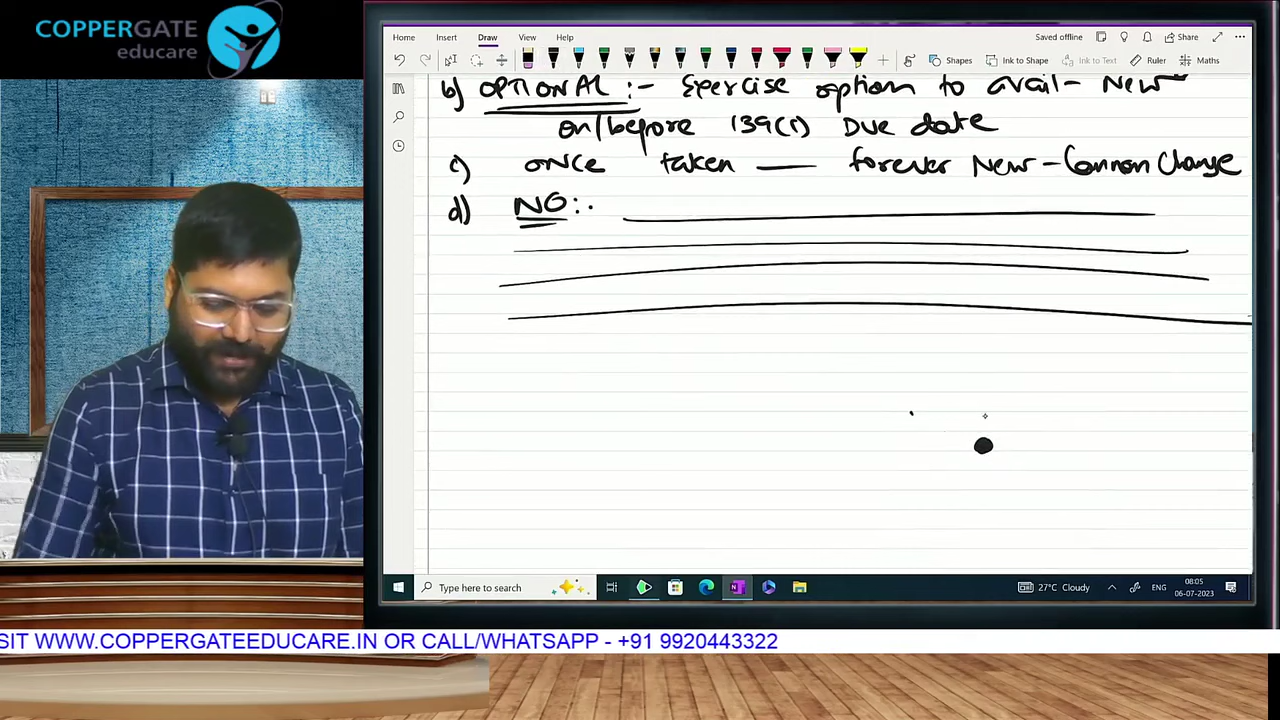 COPPERGATE
educare
Home Insert Draw View Help
Saved offline
Share
Shapes Ink to Shape Ink to Text Ruler Maths
b) OPTIONAL :- Exercise option to avail - New
on/before 139(1) Due date
c) once taken — forever New - Cannon Change
d) NO:.
Type here to search
27°C Cloudy
ENG
08:05
06-07-2023
SIT WWW.COPPERGATEEDUCARE.IN OR CALL/WHATSAPP - +91 9920443322